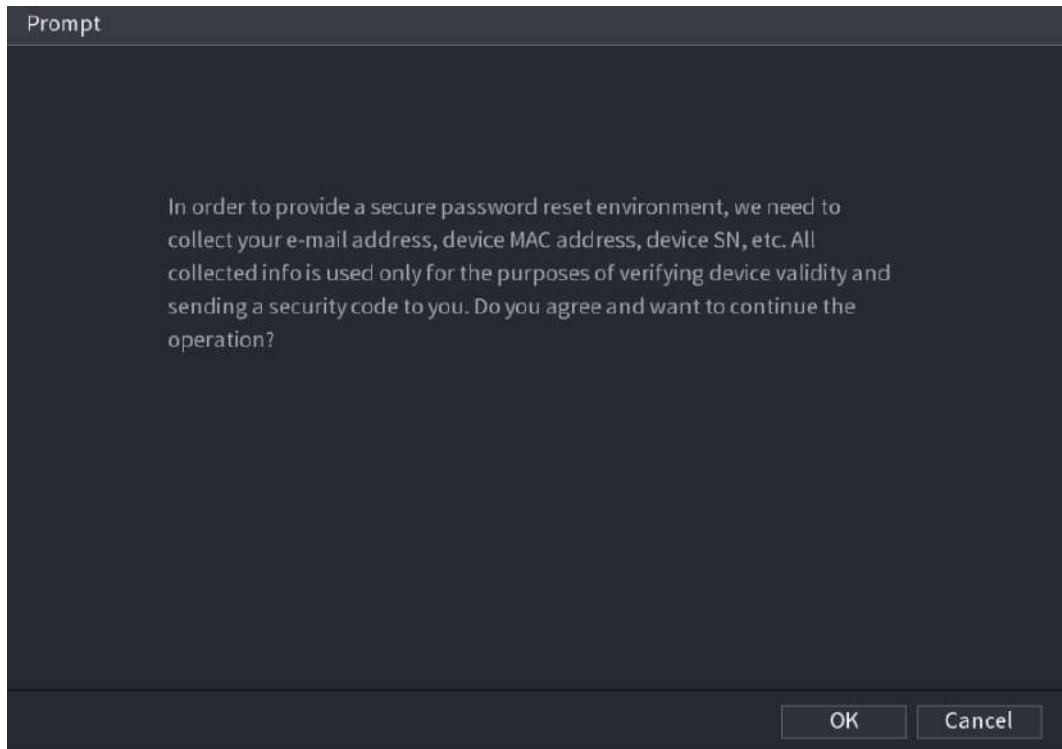 Prompt
In order to provide a secure password reset environment, we need to
collect your e-mail address, device MAC address, device SN, etc. All
collected info is used only for the purposes of verifying device validity and
sending a security code to you. Do you agree and want to continue the
operation?
OK
Cancel